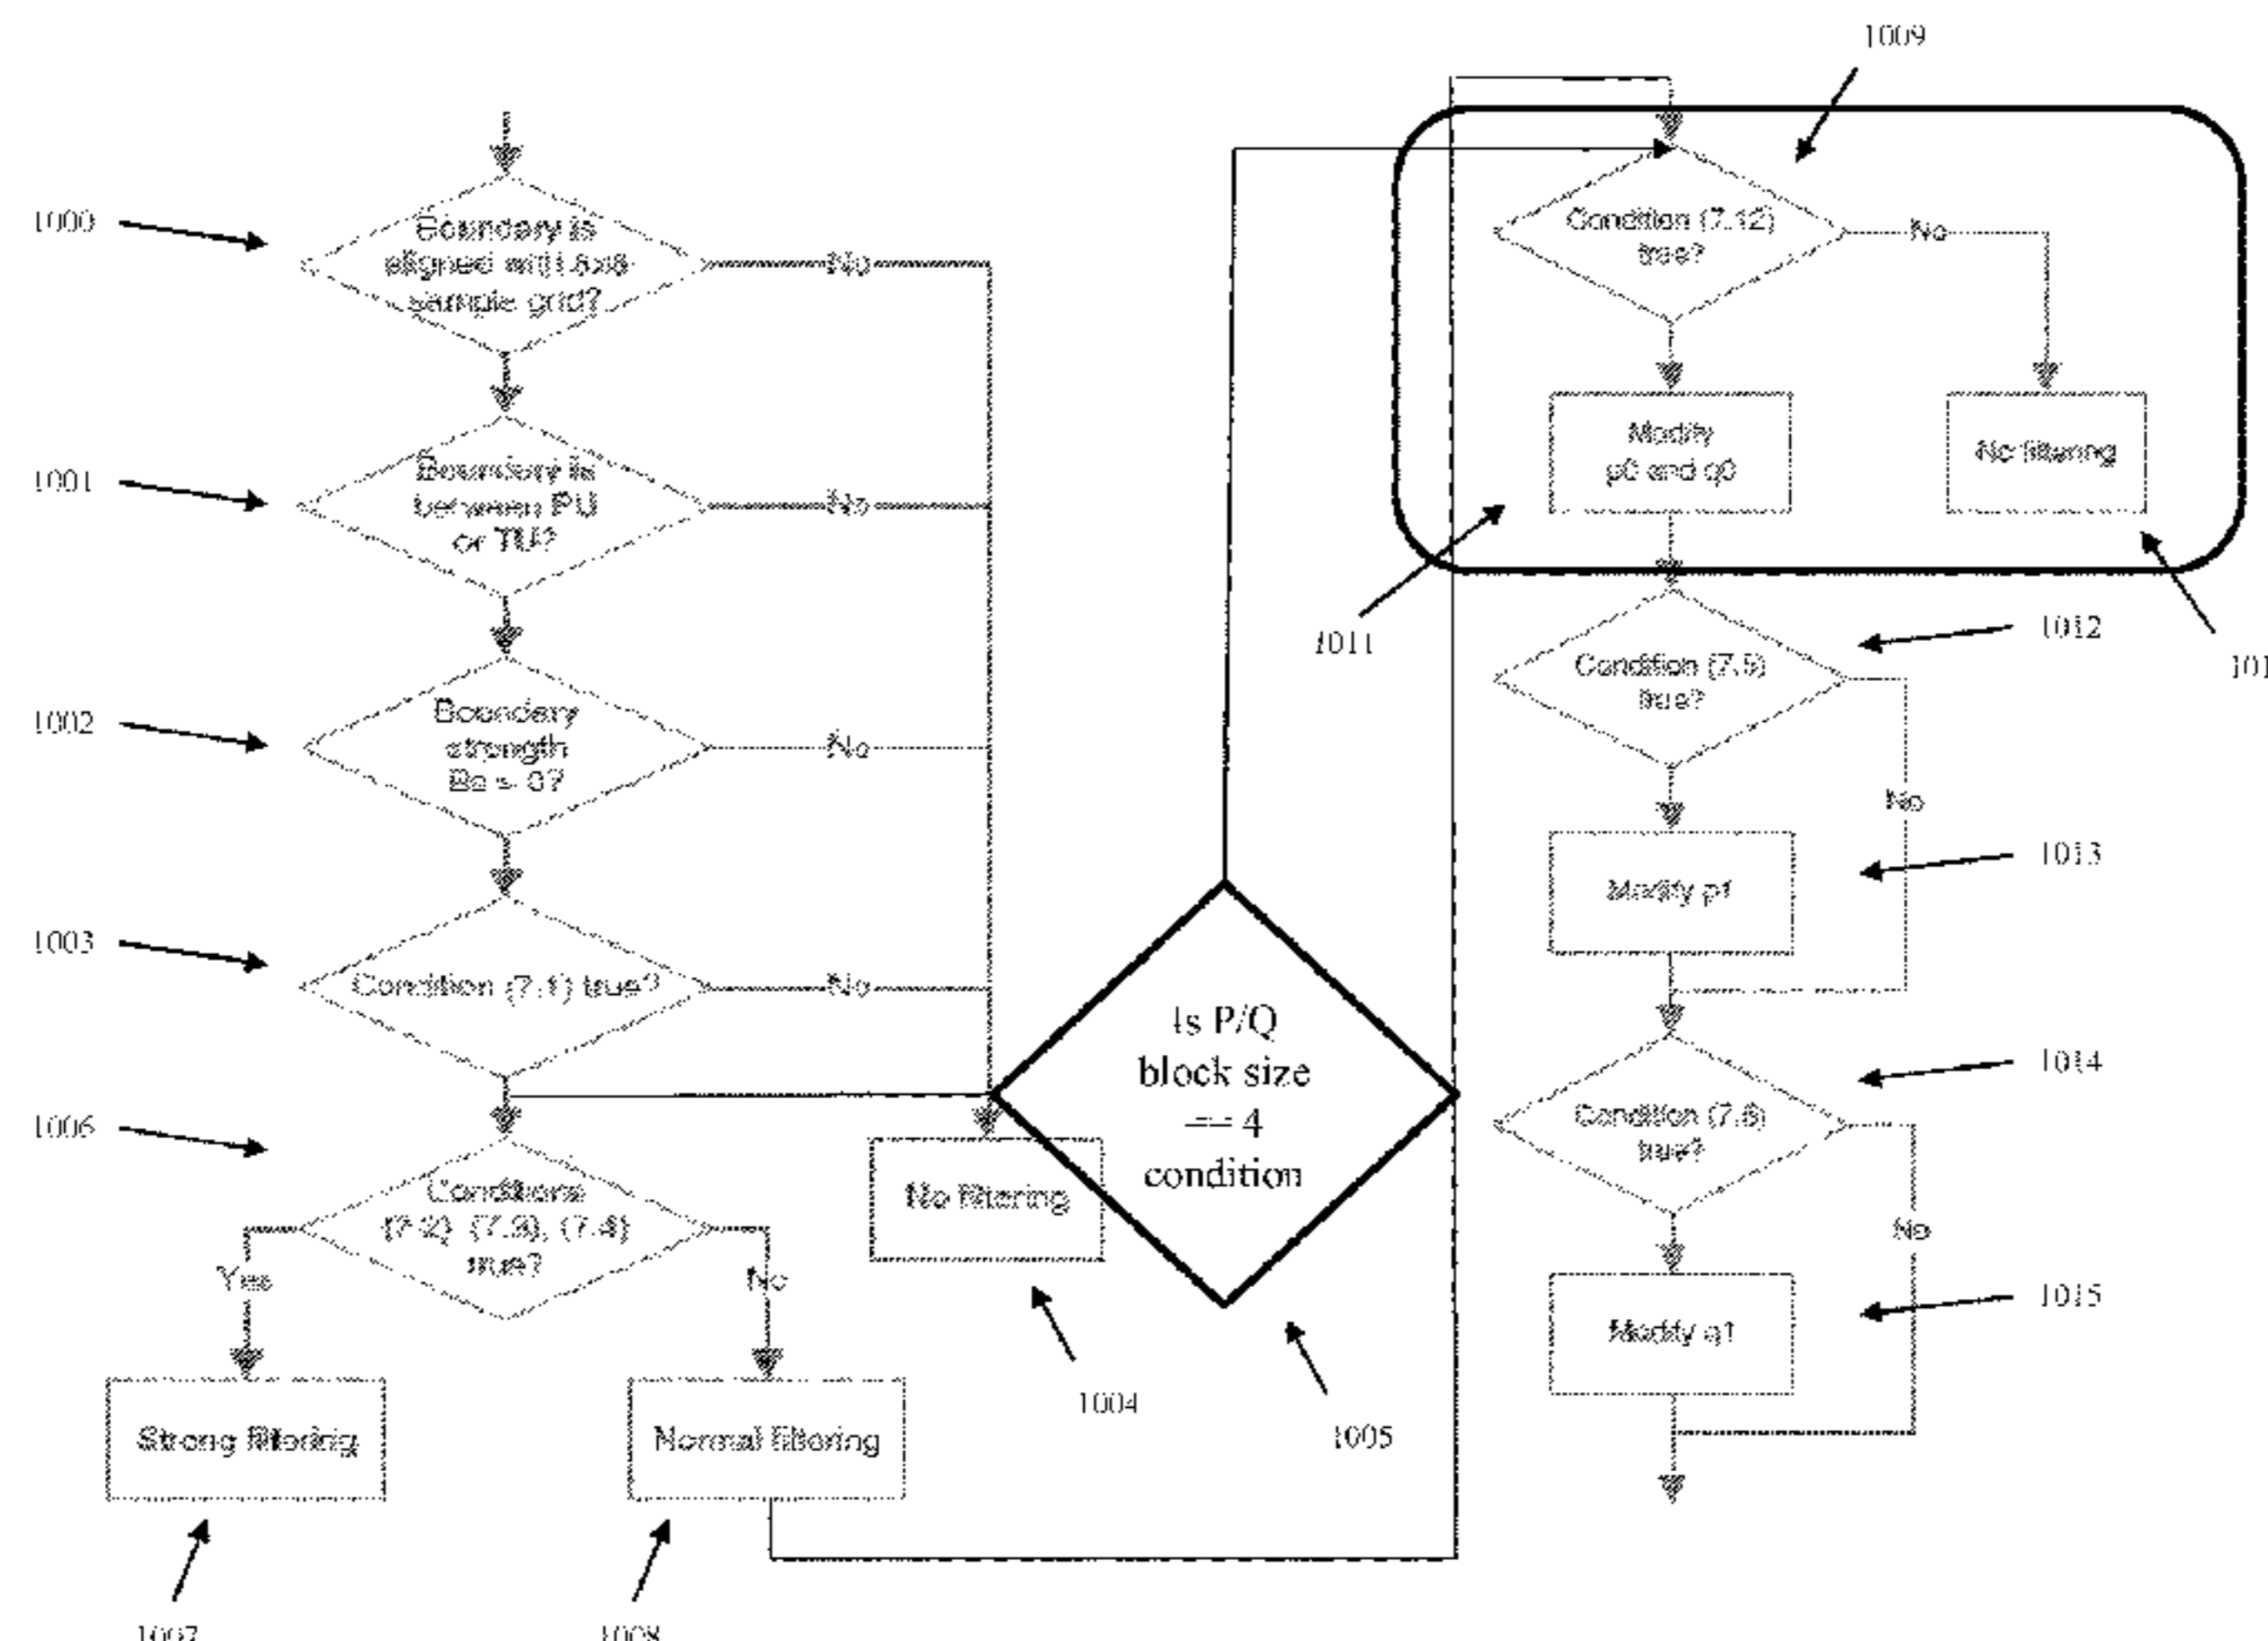 1009
1000
Boundary is
aligned with 8x8
sample grid?
No
Condition (7.12)
true?
No
1001
Boundary is
between PU
or TU?
No
Modify
p0 and q0
No filtering
1011
1012
101
1002
Boundary
strength
Bs > 0?
No
Condition (7.5)
true?
No
1013
Modify p1
1003
Condition (7.1) true?
No
Is P/Q
block size
== 4
condition
1014
Condition (7.6)
true?
No
1006
Conditions
(7.2), (7.3), (7.4)
true?
Yes
No
No filtering
1004
1005
1015
Modify q1
Strong filtering
Normal filtering
1007
1008